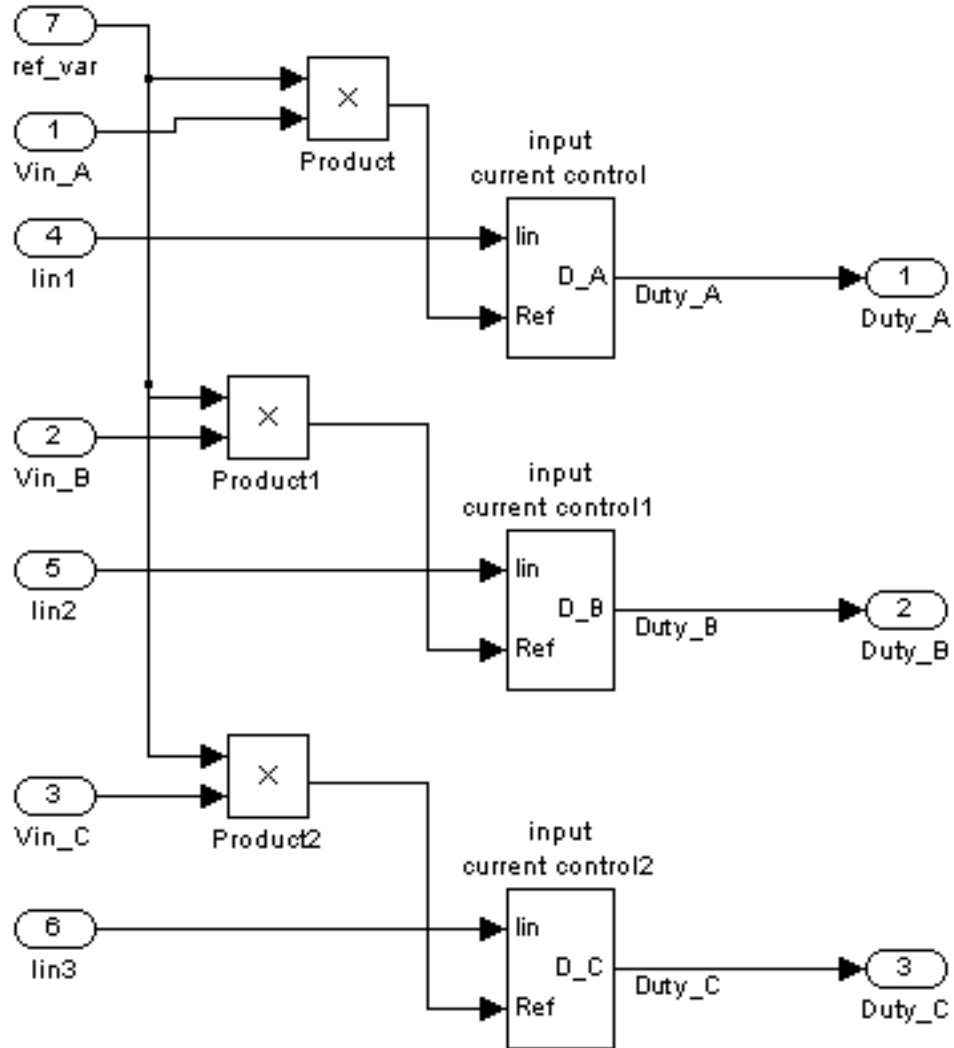 7
ref_var
1
Vin_A
×
Product
4
Iin1
input
current control
Iin
D_A
Ref
Duty_A
1
Duty_A
2
Vin_B
×
Product1
5
Iin2
input
current control1
Iin
D_B
Ref
Duty_B
2
Duty_B
3
Vin_C
×
Product2
6
Iin3
input
current control2
Iin
D_C
Ref
Duty_C
3
Duty_C